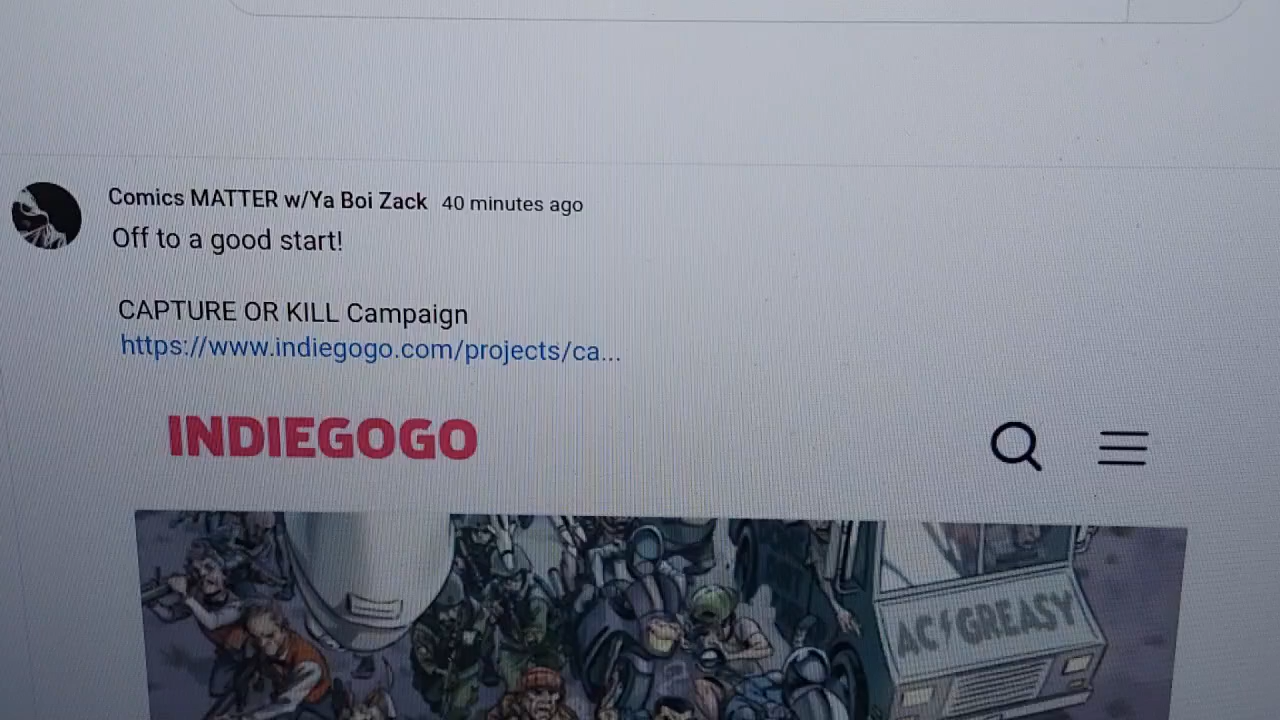 Comics MATTER w/Ya Boi Zack 40 minutes ago
Off to a good start!
CAPTURE OR KILL Campaign
https://www.indiegogo.com/projects/ca...
INDIEGOGO
AC⚡GREASY